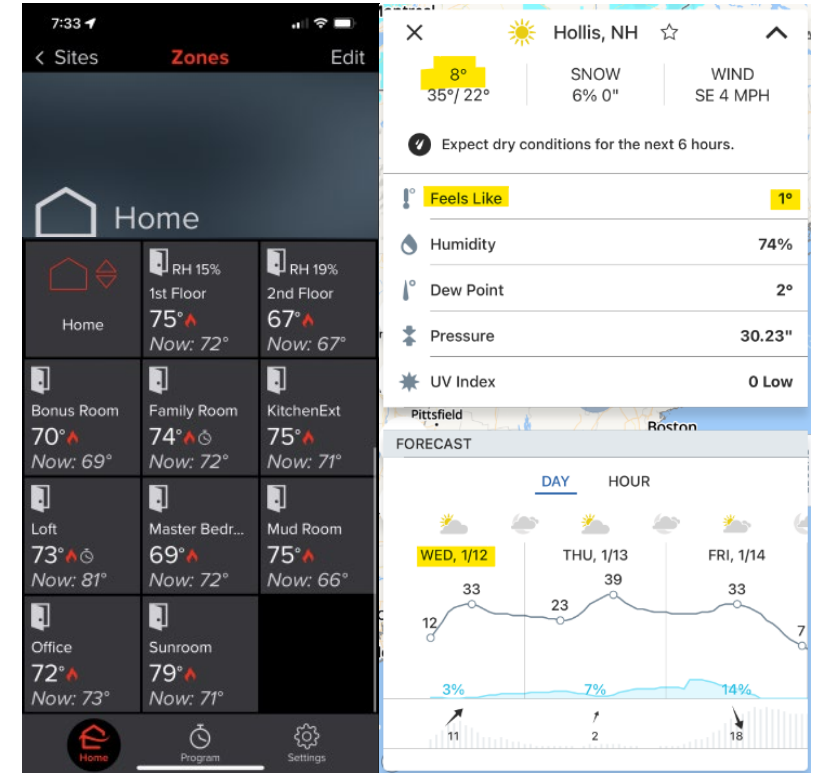 7:33
Sites
Zones
Edit
Home
Home
RH 15%
1st Floor
75°
Now: 72°
RH 19%
2nd Floor
67°
Now: 67°
Bonus Room
70°
Now: 69°
Family Room
74°
Now: 72°
KitchenExt
75°
Now: 71°
Loft
73°
Now: 81°
Master Bedr...
69°
Now: 72°
Mud Room
75°
Now: 66°
Office
72°
Now: 73°
Sunroom
79°
Now: 71°
Home
Program
Settings
Hollis, NH
8°
35°/ 22°
SNOW
6% 0"
WIND
SE 4 MPH
Expect dry conditions for the next 6 hours.
Feels Like 1°
Humidity 74%
Dew Point 2°
Pressure 30.23"
UV Index 0 Low
Pittsfield
Boston
FORECAST
DAY HOUR
WED, 1/12
THU, 1/13
FRI, 1/14
12
33
23
39
33
7
3%
7%
14%
11
2
18